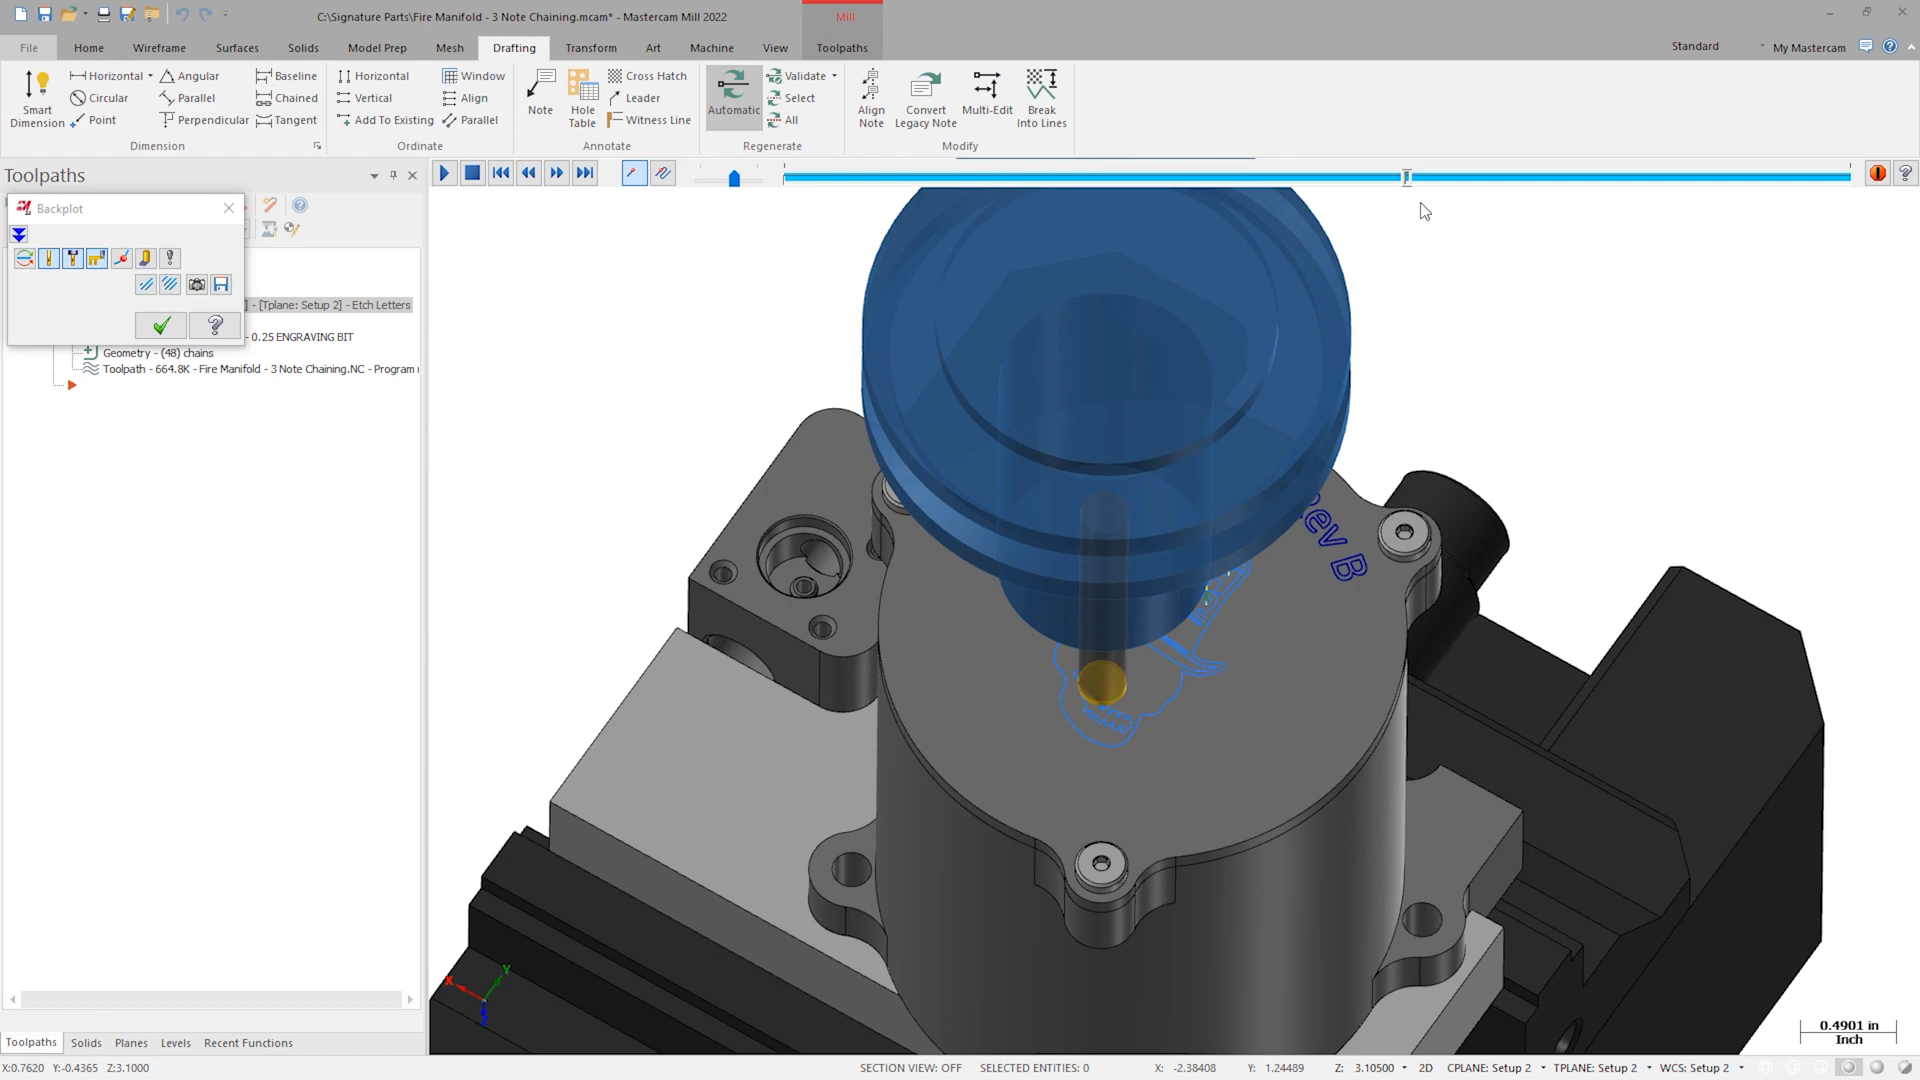 C:\Signature Parts\Fire Manifold - 3 Note Chaining.mcam* - Mastercam Mill 2022
Mill
File Home Wireframe Surfaces Solids Model Prep Mesh Drafting Transform Art Machine View Toolpaths
Standard My Mastercam
Smart Dimension
Horizontal Angular Baseline
Circular Parallel Chained
Point Perpendicular Tangent
Dimension
Horizontal Window
Vertical Align
Add To Existing Parallel
Ordinate
Note
Hole Table
Cross Hatch
Leader
Witness Line
Annotate
Automatic
Validate
Select
All
Regenerate
Align Note
Convert Legacy Note
Multi-Edit
Break Into Lines
Modify
Toolpaths
Backplot
] - [Tplane: Setup 2] - Etch Letters
- 0.25 ENGRAVING BIT
Geometry - (48) chains
Toolpath - 664.8K - Fire Manifold - 3 Note Chaining.NC - Program
ev B
X
Y
Z
0.4901 in
Inch
Toolpaths Solids Planes Levels Recent Functions
X:0.7620 Y:-0.4365 Z:3.1000
SECTION VIEW: OFF SELECTED ENTITIES: 0 X: -2.38408 Y: 1.24489 Z: 3.10500 2D CPLANE: Setup 2 TPLANE: Setup 2 WCS: Setup 2